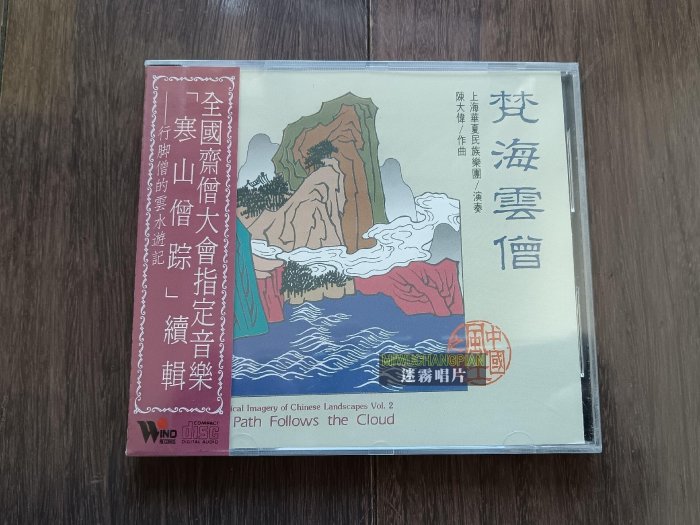 全國齋僧大會指定音樂
「寒山僧踪」續輯
——行脚僧的雲水遊記
WIND
RECORDS
COMPACT
DISC
DIGITAL AUDIO
梵海雲僧
上海華夏民族樂團/演奏
陳大偉/作曲
中國
MIWUCHANGPIAN
迷霧唱片
ical Imagery of Chinese Landscapes Vol. 2
Path Follows the Cloud